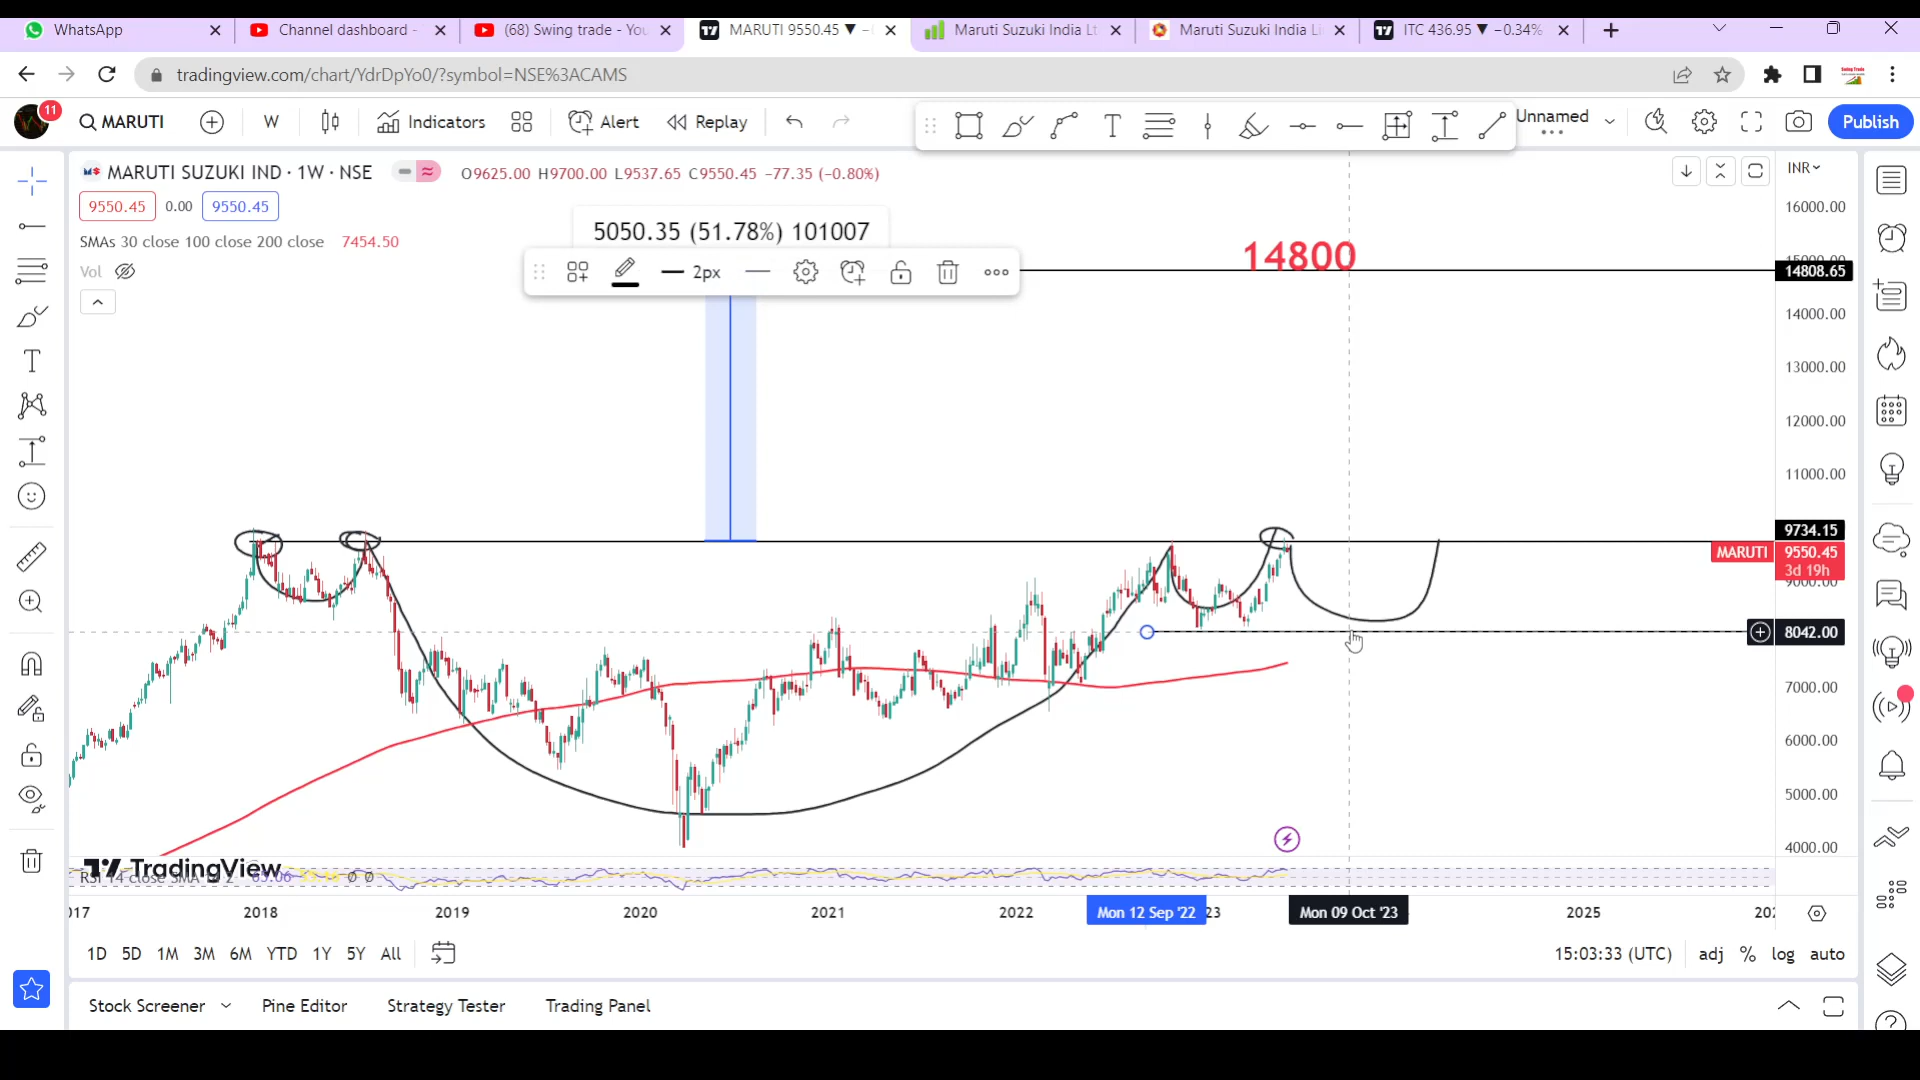 WhatsApp
Channel dashboard -
(68) Swing trade - You
MARUTI 9550.45 ▼ −
Maruti Suzuki India Lt
Maruti Suzuki India Li
ITC 436.95 ▼ −0.34%
tradingview.com/chart/YdrDpYo0/?symbol=NSE%3ACAMS
11
MARUTI
W
Indicators
Alert
Replay
Unnamed
Publish
MARUTI SUZUKI IND · 1W · NSE
O9625.00 H9700.00 L9537.65 C9550.45 −77.35 (−0.80%)
INR
9550.45
0.00
9550.45
SMAs 30 close 100 close 200 close 7454.50
Vol
5050.35 (51.78%) 101007
2px
14800
16000.00
14808.65
14000.00
13000.00
12000.00
11000.00
9734.15
MARUTI
9550.45
3d 19h
9000.00
8042.00
7000.00
6000.00
5000.00
4000.00
TradingView
65.06
2018
2019
2020
2021
2022
Mon 12 Sep '22
23
Mon 09 Oct '23
2025
1D 5D 1M 3M 6M YTD 1Y 5Y All
15:03:33 (UTC)
adj % log auto
Stock Screener
Pine Editor
Strategy Tester
Trading Panel